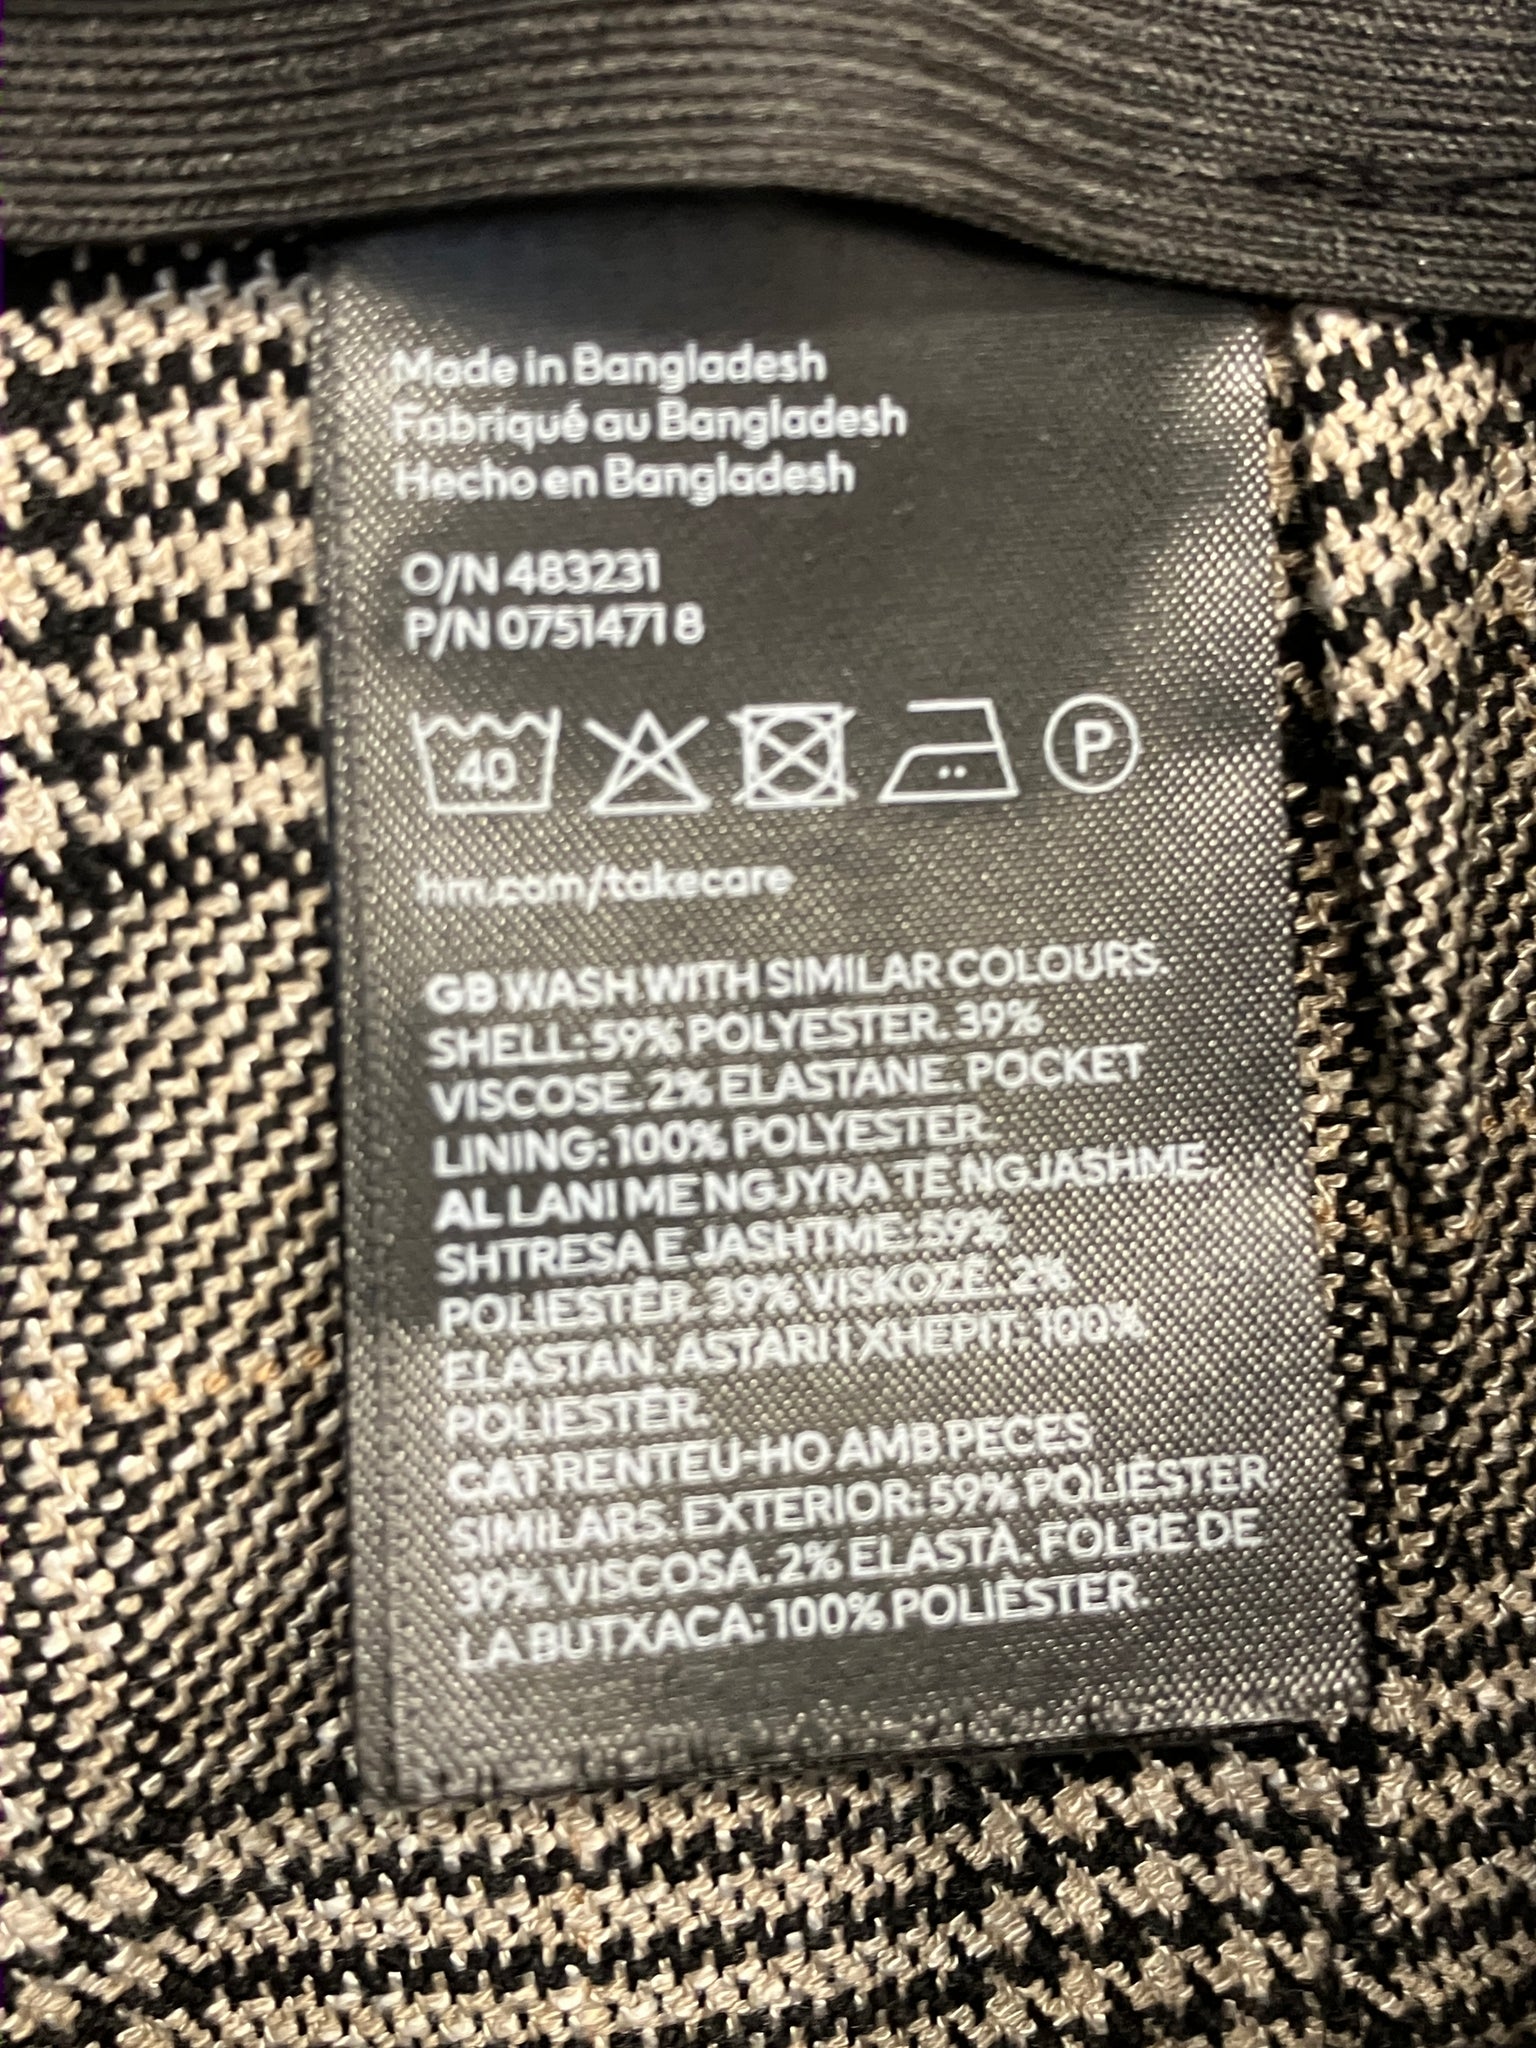 Made in Bangladesh
Fabriqué au Bangladesh
Hecho en Bangladesh
O/N 483231
P/N 0751471 8
40
P
hm.com/takecare
GB WASH WITH SIMILAR COLOURS.
SHELL: 59% POLYESTER. 39%
VISCOSE. 2% ELASTANE. POCKET
LINING: 100% POLYESTER.
AL LANI ME NGJYRA TË NGJASHME.
SHTRESA E JASHTME: 59%
POLIESTËR. 39% VISKOZË. 2%
ELASTAN. ASTARI I XHEPIT: 100%
POLIESTËR.
CAT RENTEU-HO AMB PECES
SIMILARS. EXTERIOR: 59% POLIÈSTER
39% VISCOSA. 2% ELASTÀ. FOLRE DE
LA BUTXACA: 100% POLIÈSTER.